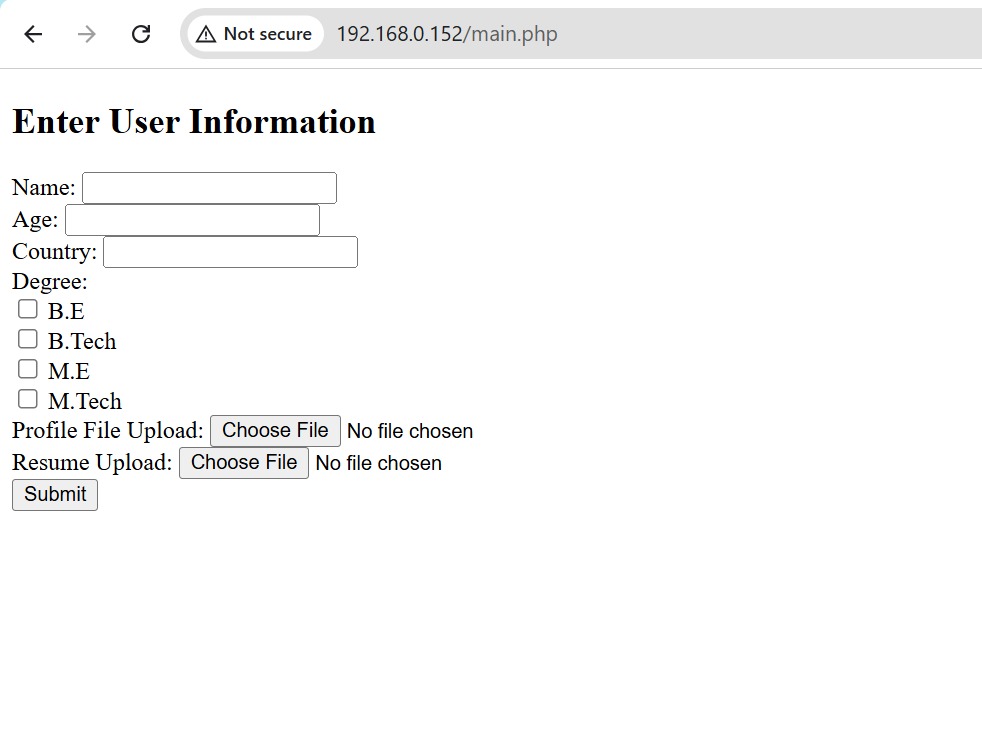 Not secure 192.168.0.152/main.php
Enter User Information
Name:
Age:
Country:
Degree:
B.E
B.Tech
M.E
M.Tech
Profile File Upload: Choose File No file chosen
Resume Upload: Choose File No file chosen
Submit